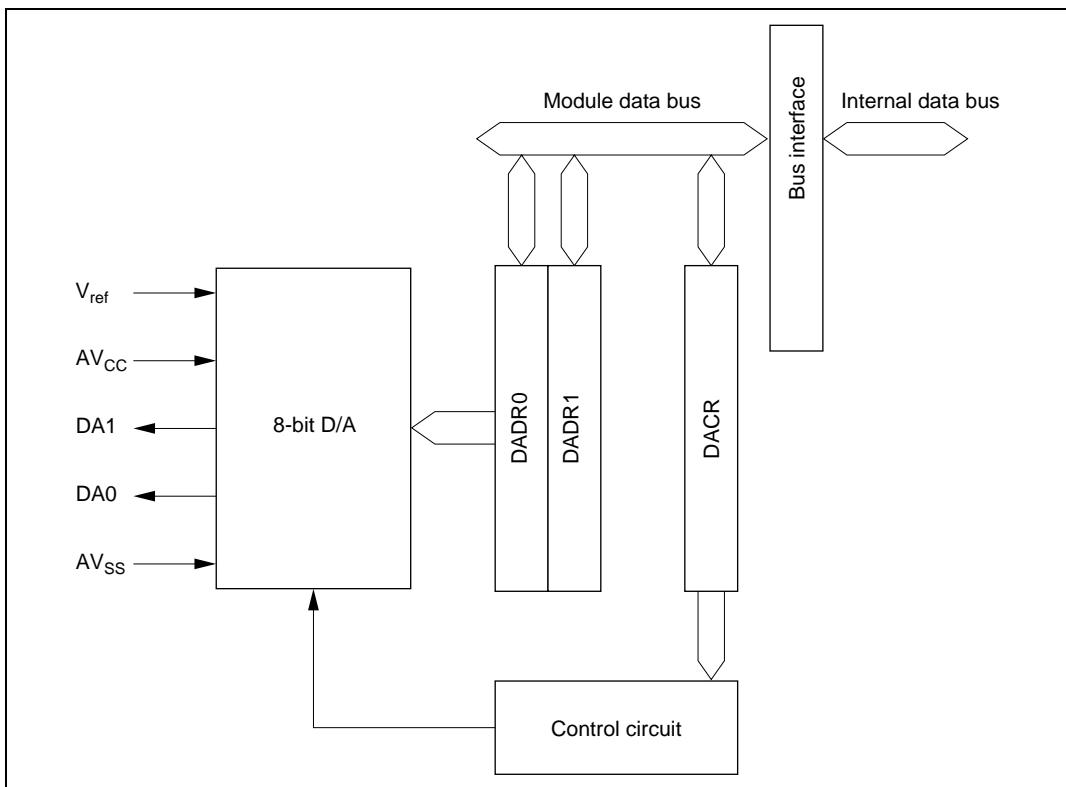 Module data bus
Internal data bus
Bus interface
Vref
AVCC
DA1
DA0
AVSS
8-bit D/A
DADR0
DADR1
DACR
Control circuit